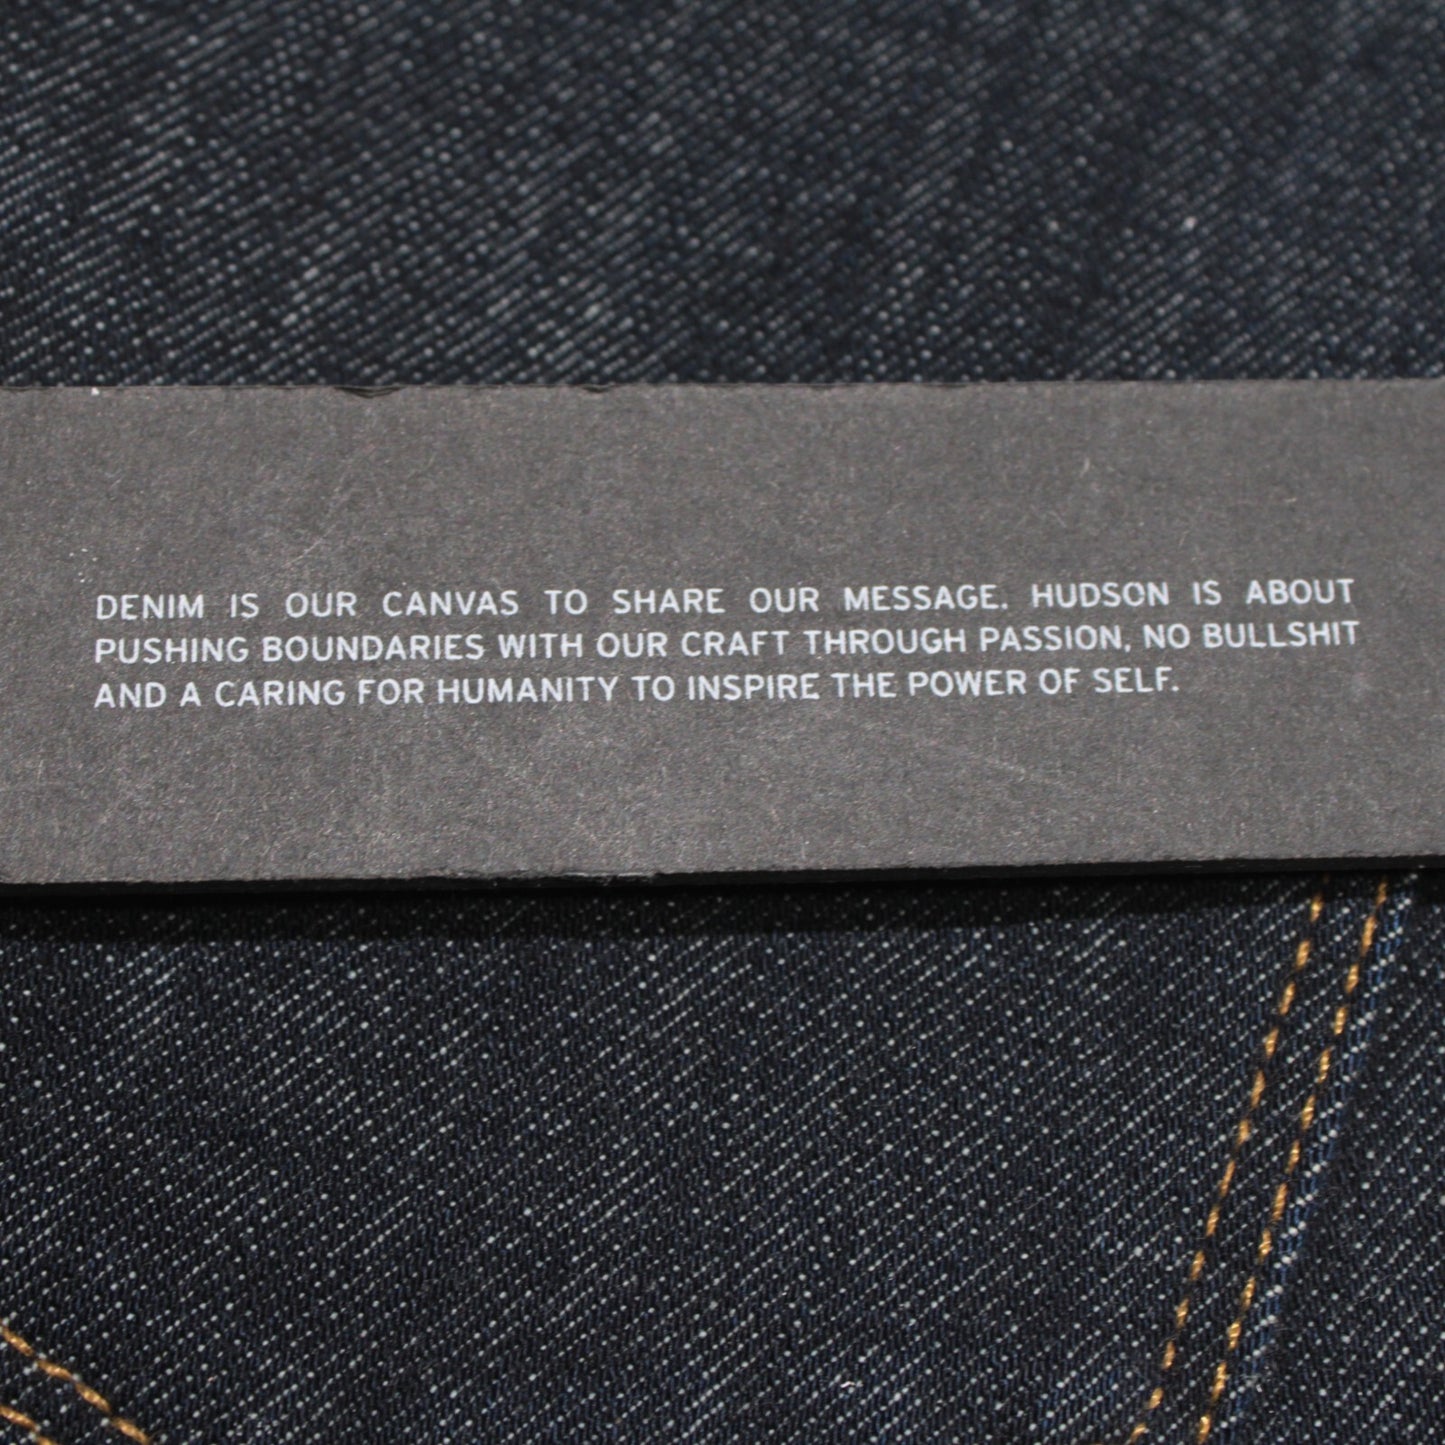 DENIM IS OUR CANVAS TO SHARE OUR MESSAGE. HUDSON IS ABOUT
PUSHING BOUNDARIES WITH OUR CRAFT THROUGH PASSION, NO BULLSHIT
AND A CARING FOR HUMANITY TO INSPIRE THE POWER OF SELF.